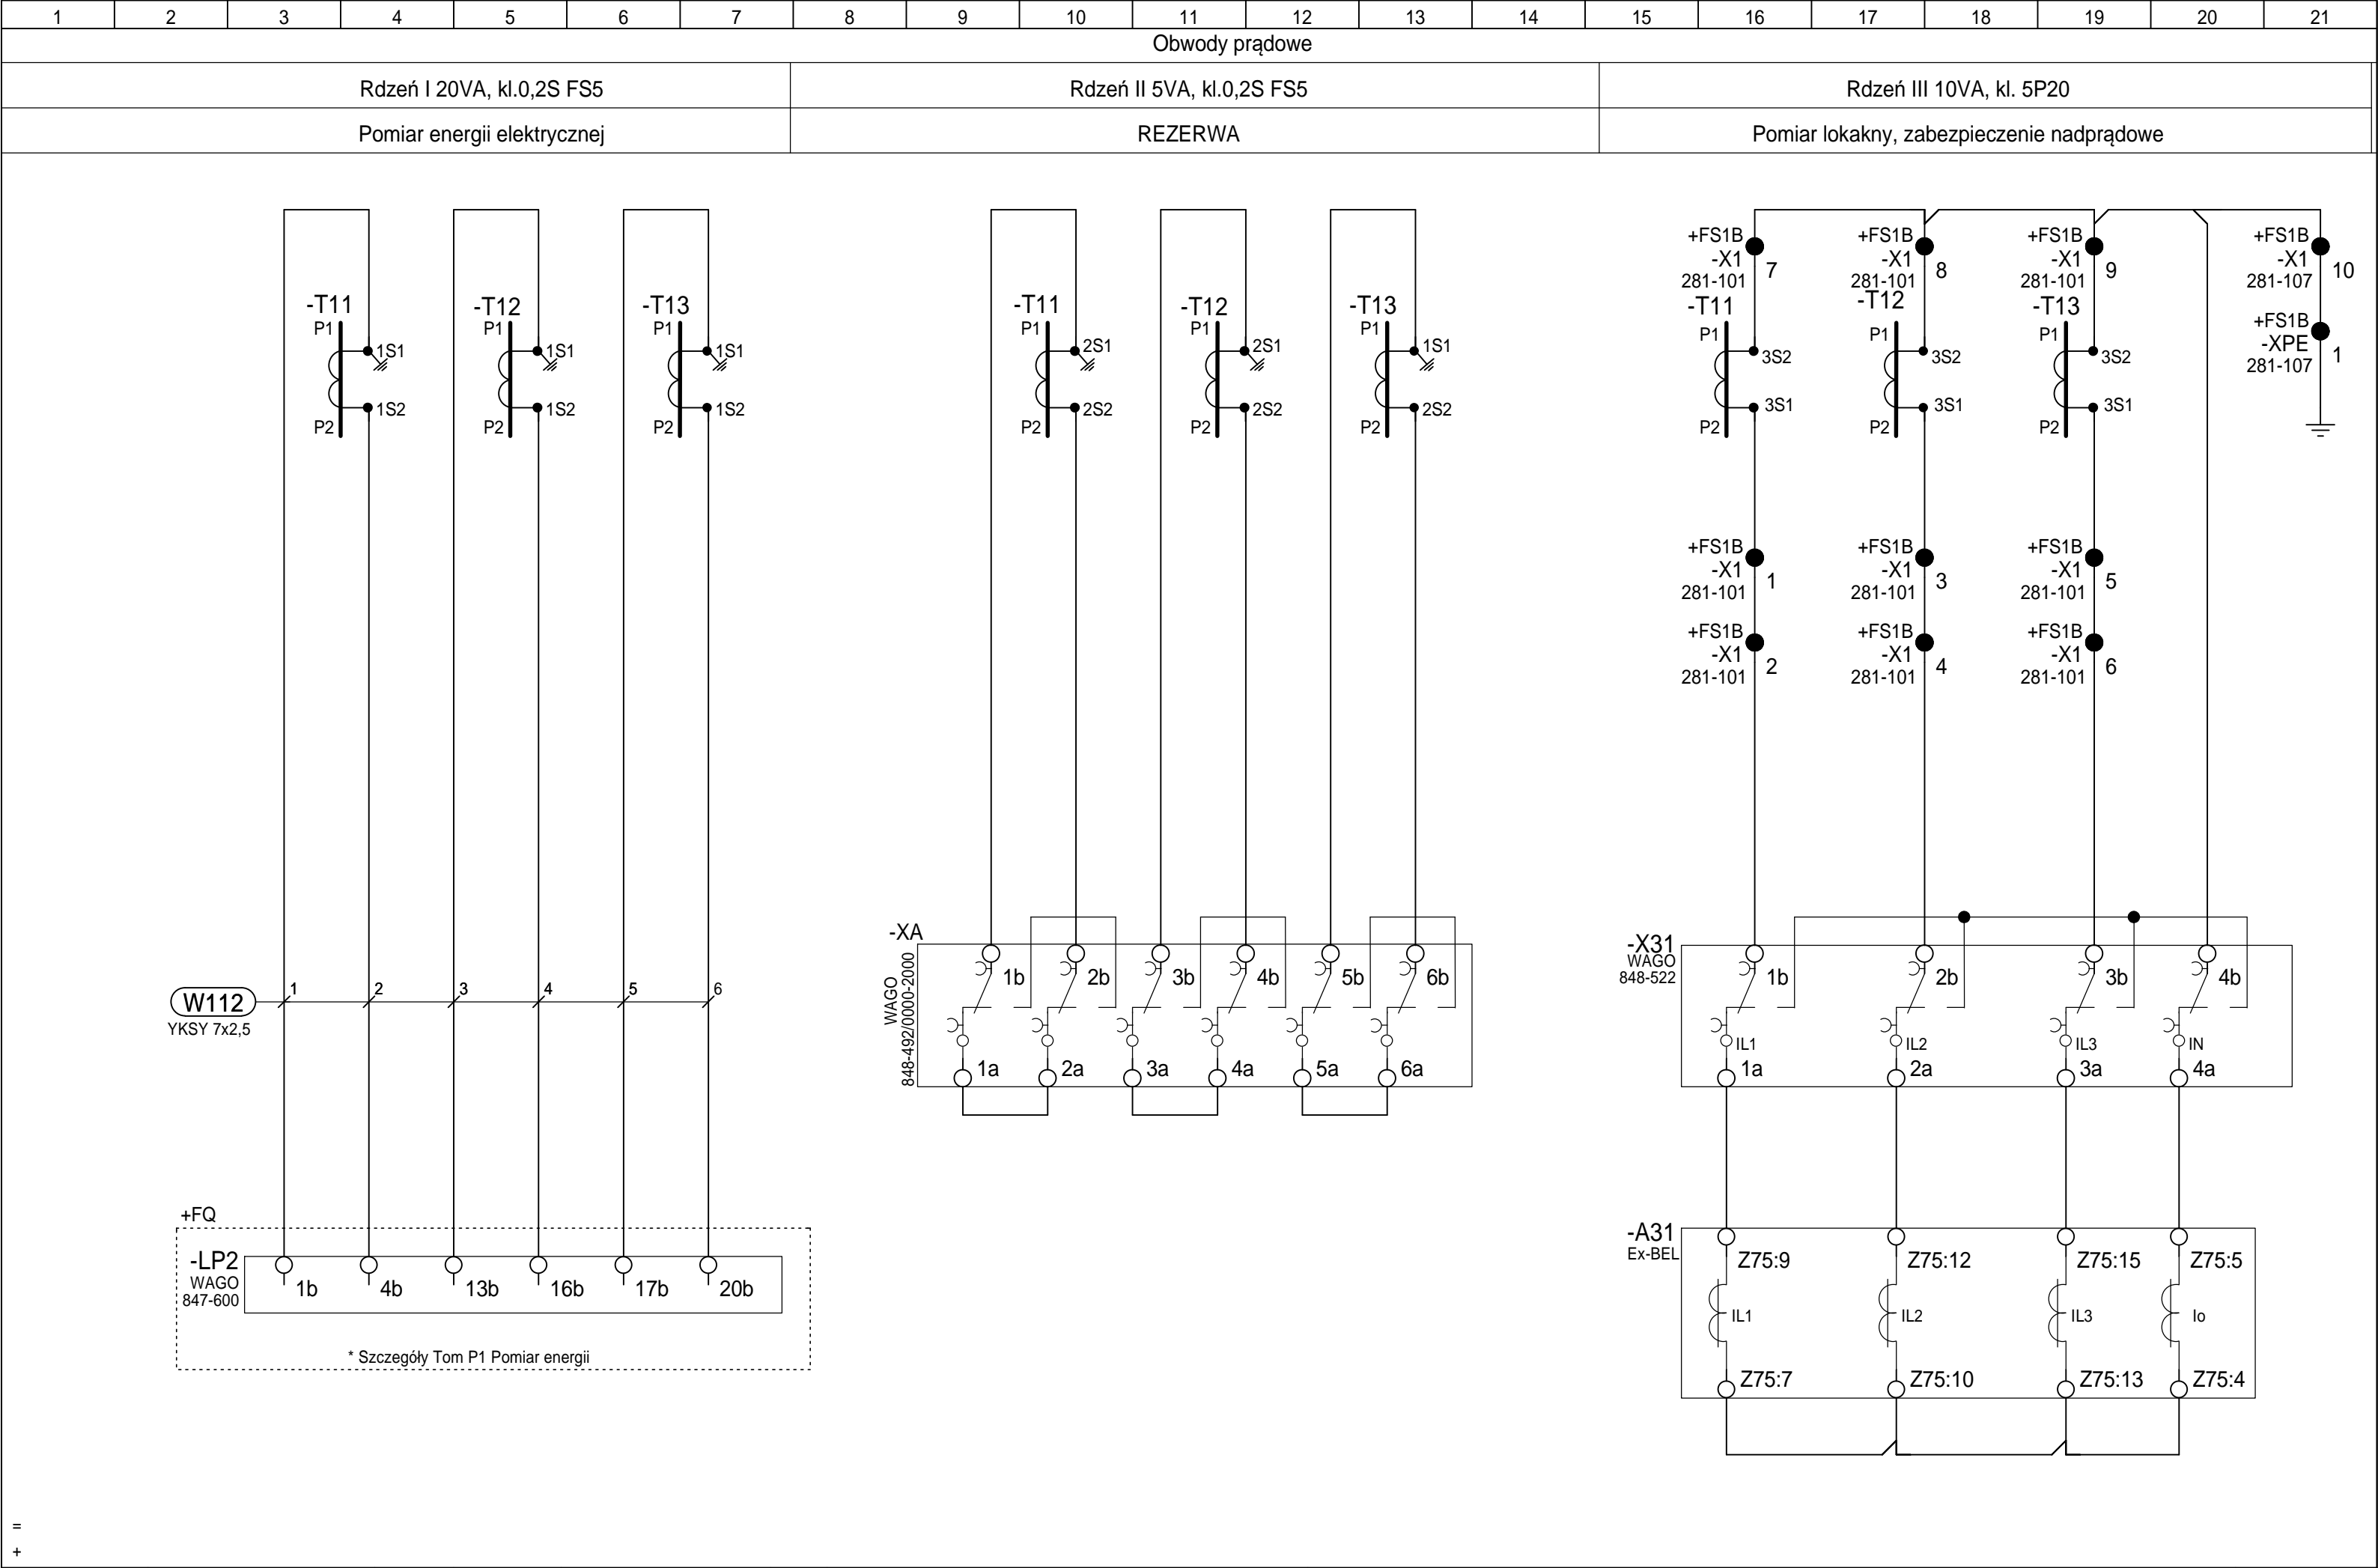 1 2 3 4 5 6 7 8 9 10 11 12 13 14 15 16 17 18 19 20 21
Obwody prądowe
Rdzeń I 20VA, kl.0,2S FS5
Rdzeń II 5VA, kl.0,2S FS5
Rdzeń III 10VA, kl. 5P20
Pomiar energii elektrycznej
REZERWA
Pomiar lokakny, zabezpieczenie nadprądowe
-T11
P1
1S1
1S2
P2
-T12
P1
1S1
1S2
P2
-T13
P1
1S1
1S2
P2
W112
YKSY 7x2,5
1 2 3 4 5 6
+FQ
-LP2
WAGO
847-600
1b 4b 13b 16b 17b 20b
* Szczegóły Tom P1 Pomiar energii
-T11
P1
2S1
2S2
P2
-T12
P1
2S1
2S2
P2
-T13
P1
1S1
2S2
P2
-XA
WAGO
848-492/0000-2000
1b 2b 3b 4b 5b 6b
1a 2a 3a 4a 5a 6a
+FS1B
-X1
281-101
7
+FS1B
-X1
281-101
8
+FS1B
-X1
281-101
9
+FS1B
-X1
281-107
10
+FS1B
-XPE
281-107
1
-T11
P1
3S2
3S1
P2
-T12
P1
3S2
3S1
P2
-T13
P1
3S2
3S1
P2
+FS1B
-X1
281-101
1
+FS1B
-X1
281-101
3
+FS1B
-X1
281-101
5
+FS1B
-X1
281-101
2
+FS1B
-X1
281-101
4
+FS1B
-X1
281-101
6
-X31
WAGO
848-522
1b 2b 3b 4b
IL1 IL2 IL3 IN
1a 2a 3a 4a
-A31
Ex-BEL
Z75:9 Z75:12 Z75:15 Z75:5
IL1 IL2 IL3 Io
Z75:7 Z75:10 Z75:13 Z75:4
=
+